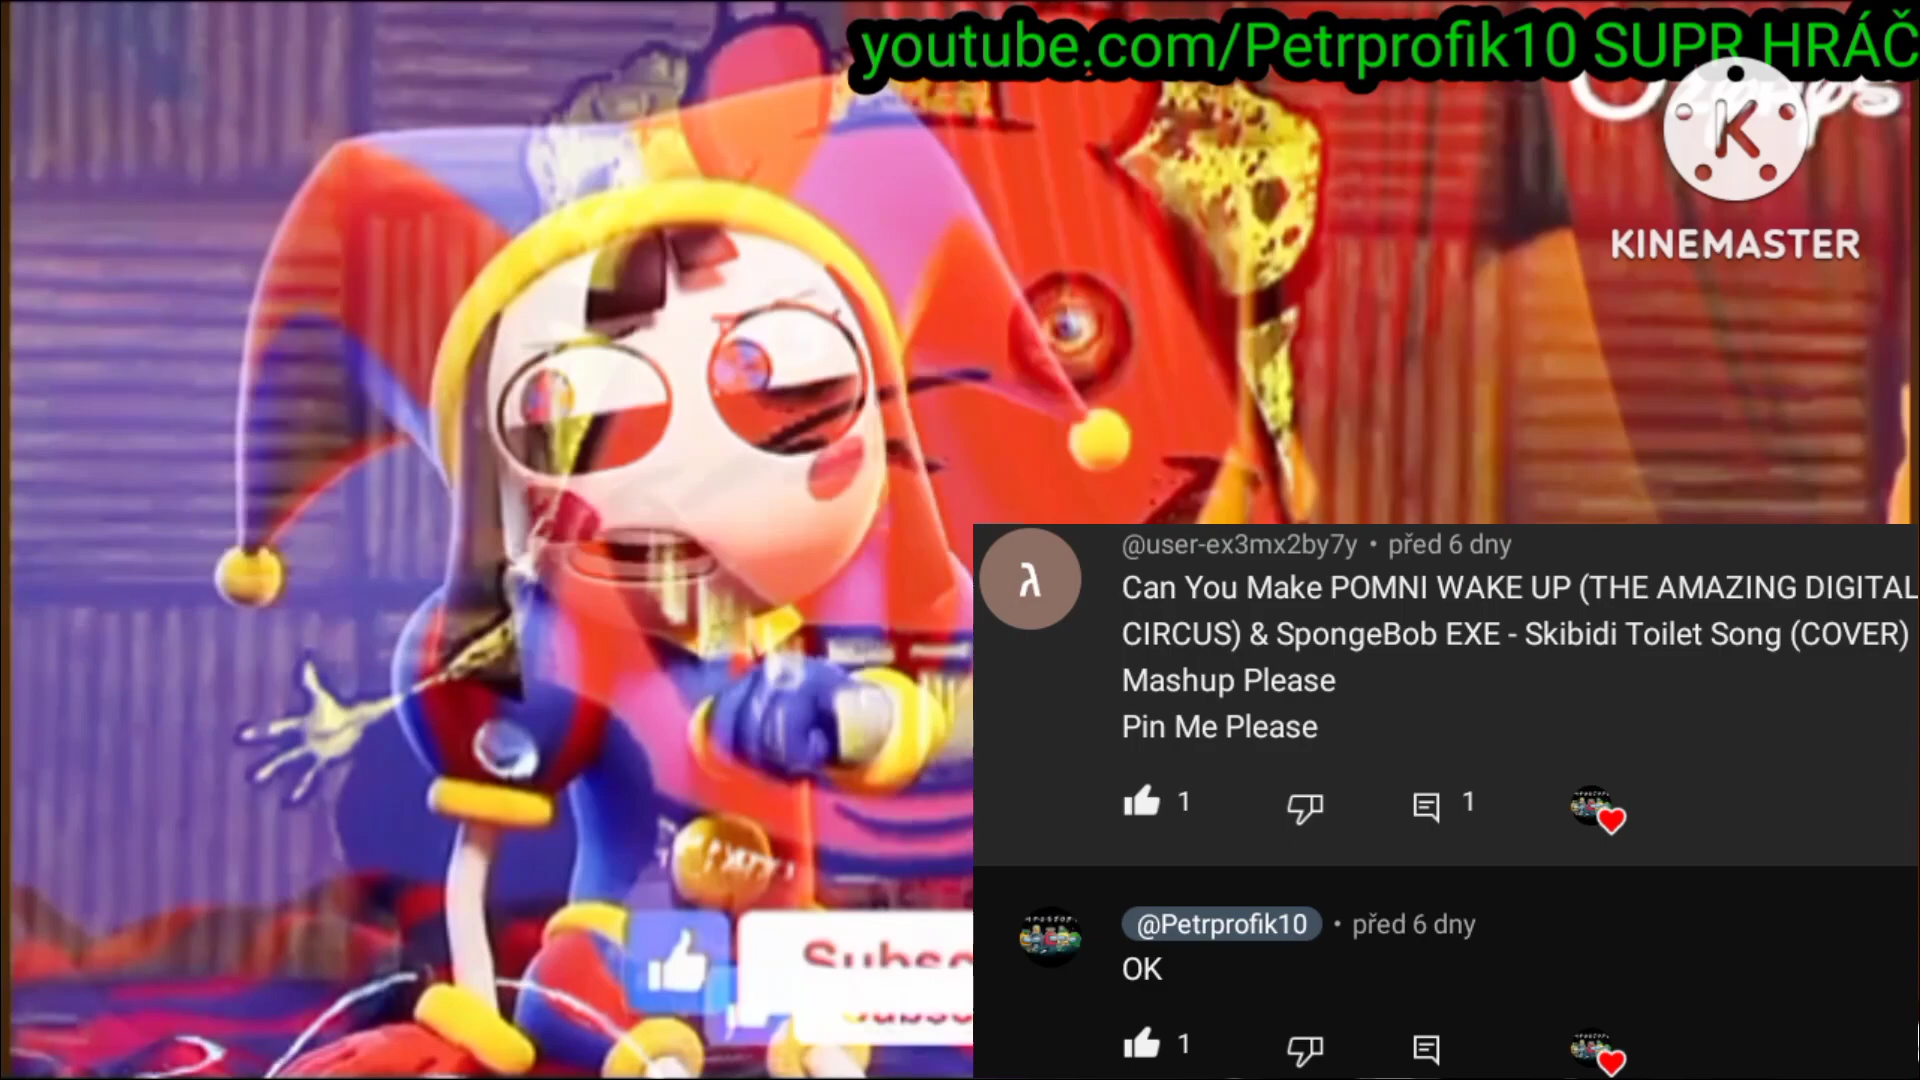 youtube.com/Petrprofik10 SUPR HRÁČ
K
KINEMASTER
ג
@user-ex3mx2by7y • před 6 dny
Can You Make POMNI WAKE UP (THE AMAZING DIGITAL
CIRCUS) & SpongeBob EXE - Skibidi Toilet Song (COVER)
Mashup Please
Pin Me Please
1
1
@Petrprofik10 • před 6 dny
OK
1